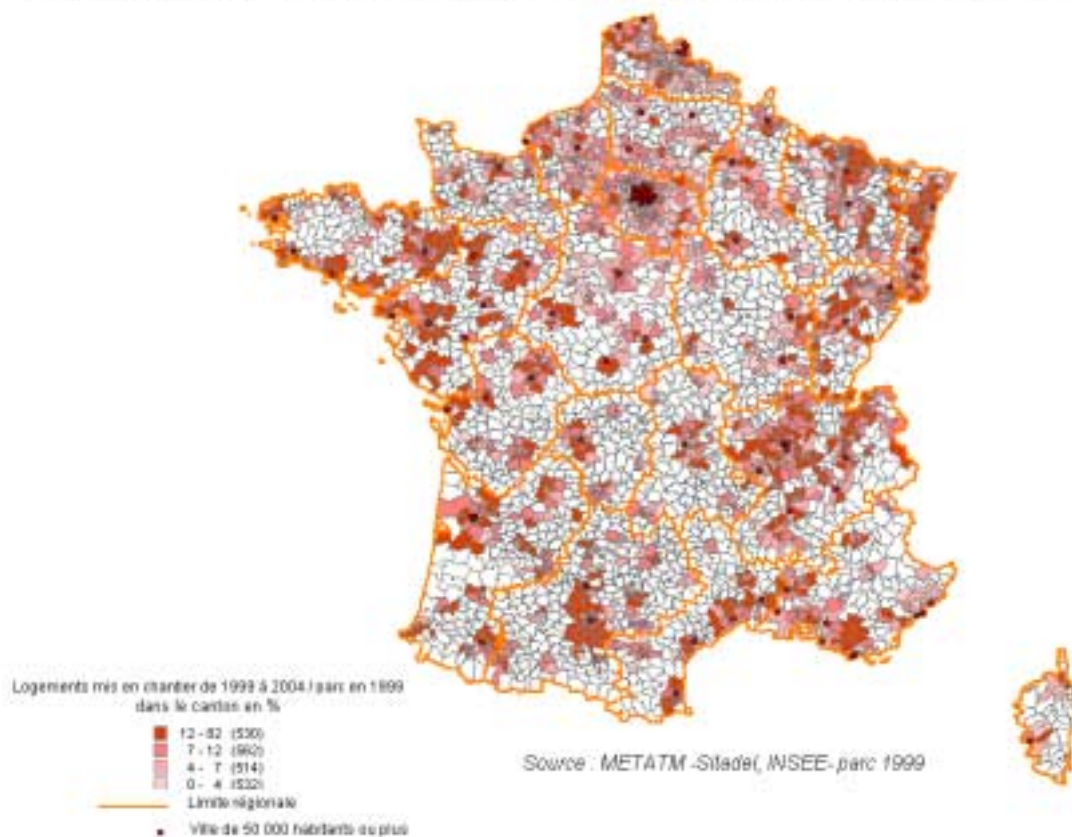 Logements mis en chantier de 1999 à 2004 / parc en 1999
dans le canton en %
12 - 82 (530)
7 - 12 (562)
4 - 7 (514)
0 - 4 (532)
Limite régionale
Ville de 50 000 habitants ou plus
Source : METATM -Sitadel, INSEE- parc 1999